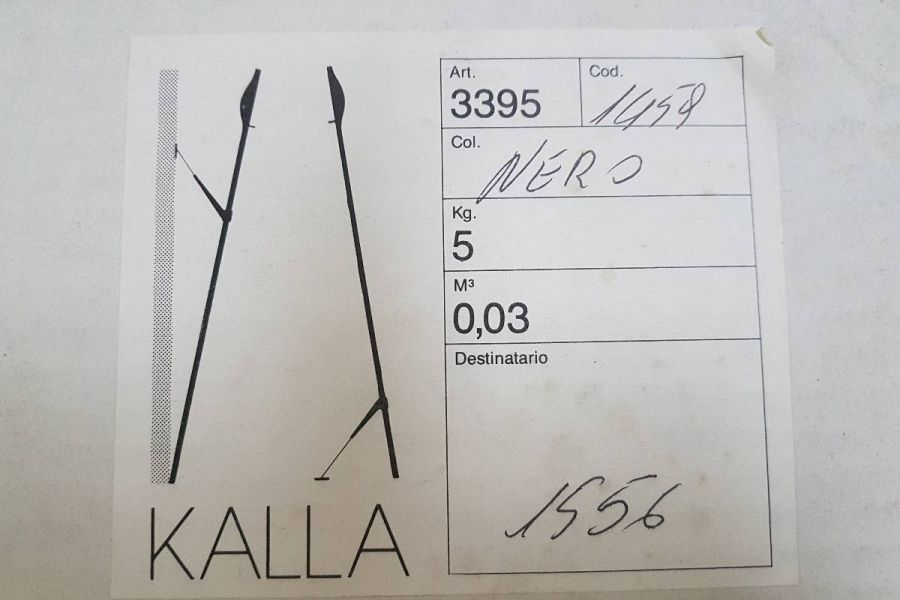 Art.
3395
Cod.
1458
Col.
NERO
Kg.
5
M³
0,03
Destinatario
1556
KALLA